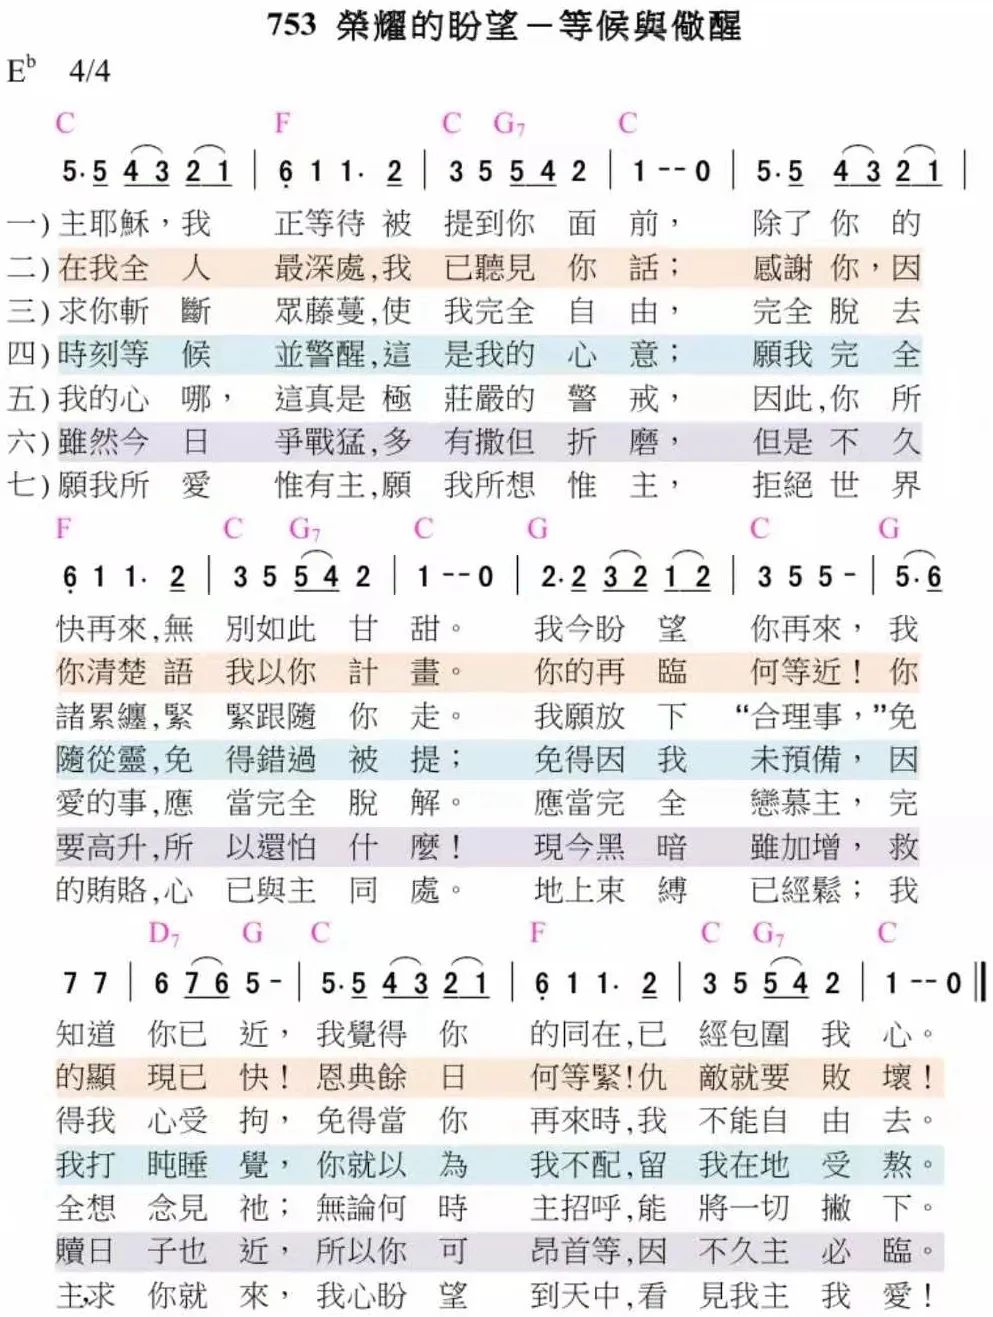 753 榮耀的盼望－等候與儆醒
E♭ 4/4
C F C G7 C
5·5 4 3 2 1 | 6 1 1· 2 | 3 5 5 4 2 | 1 -- 0 | 5·5 4 3 2 1 |
一)主耶穌，我 正等待 被 提到你 面 前， 除了 你 的
二)在我全 人 最深處,我 已聽見 你 話； 感謝 你，因
三)求你斬 斷 眾藤蔓,使 我完全 自 由， 完全 脫 去
四)時刻等 候 並警醒,這 是我的 心 意； 願我 完 全
五)我的心 哪， 這真是 極 莊嚴的 警 戒， 因此,你 所
六)雖然今 日 爭戰猛,多 有撒但 折 磨， 但是 不 久
七)願我所 愛 惟有主,願 我所想 惟 主， 拒絕 世 界
F C G7 C G C G
6 1 1· 2 | 3 5 5 4 2 | 1 -- 0 | 2·2 3 2 1 2 | 3 5 5 - | 5·6
快再來,無 別如此 甘 甜。 我今盼 望 你再來， 我
你清楚 語 我以你 計 畫。 你的再 臨 何等近！ 你
諸累纏,緊 緊跟隨 你 走。 我願放 下 “合理事，”免
隨從靈,免 得錯過 被 提； 免得因 我 未預備， 因
愛的事,應 當完全 脫 解。 應當完 全 戀慕主， 完
要高升,所 以還怕 什 麼！ 現今黑 暗 雖加增， 救
的賄賂,心 已與主 同 處。 地上束 縛 已經鬆； 我
D7 G C F C G7 C
7 7 | 6 7 6 5 - | 5·5 4 3 2 1 | 6 1 1· 2 | 3 5 5 4 2 | 1 -- 0 ‖
知道 你已 近， 我覺得 你 的同在,已 經包圍 我 心。
的顯 現已 快！ 恩典餘 日 何等緊!仇 敵就要 敗 壞！
得我 心受 拘， 免得當 你 再來時,我 不能自 由 去。
我打 盹睡 覺， 你就以 為 我不配,留 我在地 受 熬。
全想 念見 祂； 無論何 時 主招呼,能 將一切 撇 下。
贖日 子也 近， 所以你 可 昂首等,因 不久主 必 臨。
主,求 你就 來， 我心盼 望 到天中,看 見我主 我 愛！